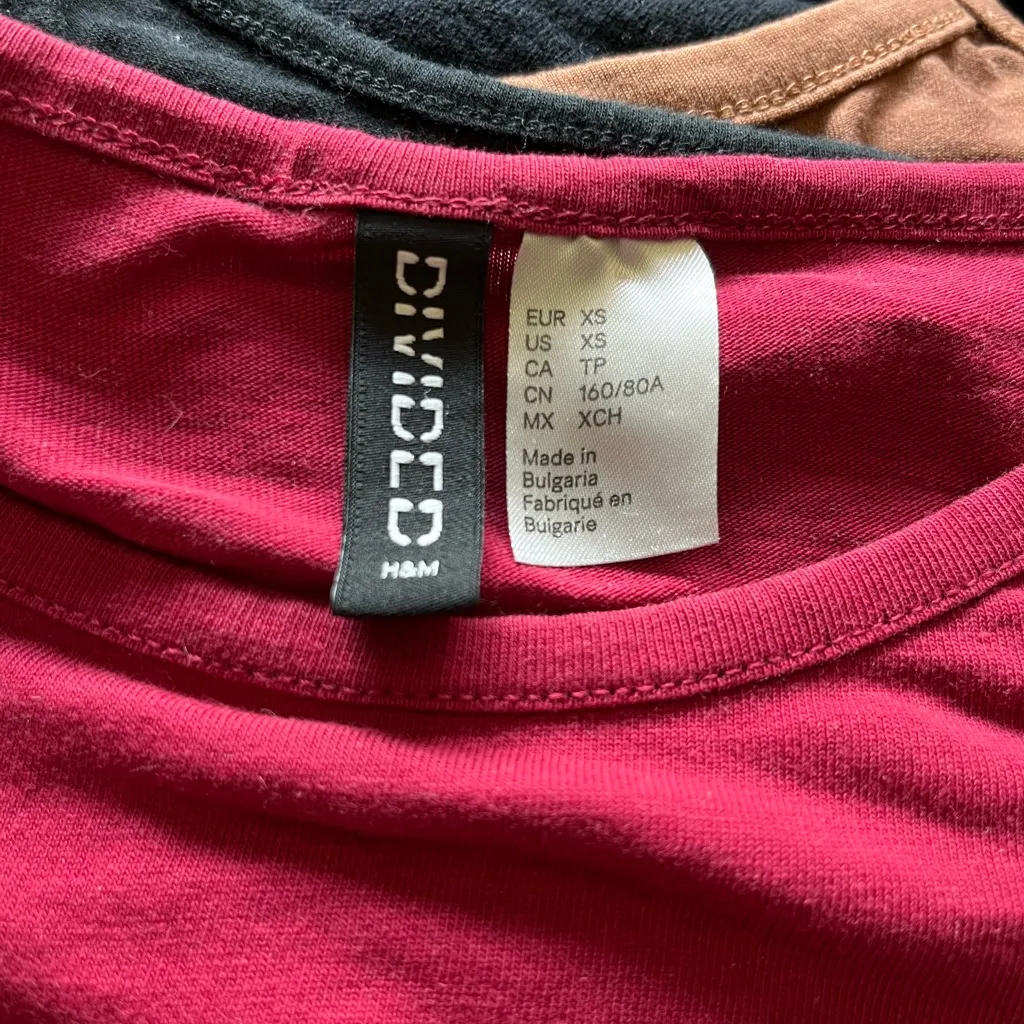 DIVIDED
H&M
EUR XS
US XS
CA TP
CN 160/80A
MX XCH
Made in
Bulgaria
Fabriqué en
Bulgarie